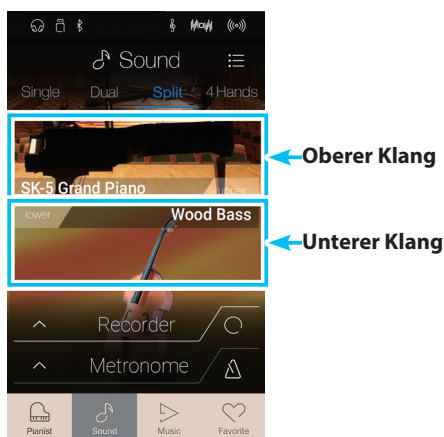 Sound
Single Dual Split 4 Hands
SK-5 Grand Piano upper
Oberer Klang
lower Wood Bass
Unterer Klang
Recorder
Metronome
Pianist Sound Music Favorite